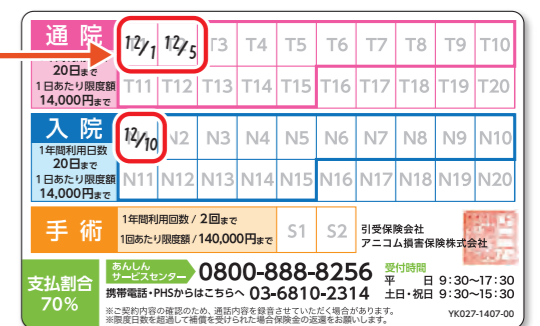 通 院 12/1 12/5 T3 T4 T5 T6 T7 T8 T9 T10
20日まで
1日あたり限度額
14,000円まで
T11 T12 T13 T14 T15 T16 T17 T18 T19 T20
入 院 12/10 N2 N3 N4 N5 N6 N7 N8 N9 N10
1年間利用日数
20日まで
1日あたり限度額
14,000円まで
N11 N12 N13 N14 N15 N16 N17 N18 N19 N20
手 術
1年間利用回数 / 2回まで
1回あたり限度額 / 140,000円まで
S1 S2
引受保険会社
アニコム損害保険株式会社
支払割合
70%
あんしん
サービスセンター 0800-888-8256
携帯電話・PHSからはこちらへ 03-6810-2314
受付時間
平 日 9:30~17:30
土日・祝日 9:30~15:30
※ご契約内容の確認のため、通話内容を録音させていただく場合があります。
※限度日数を超過して補償を受けられた場合保険金の返還をお願いします。
YK027-1407-00